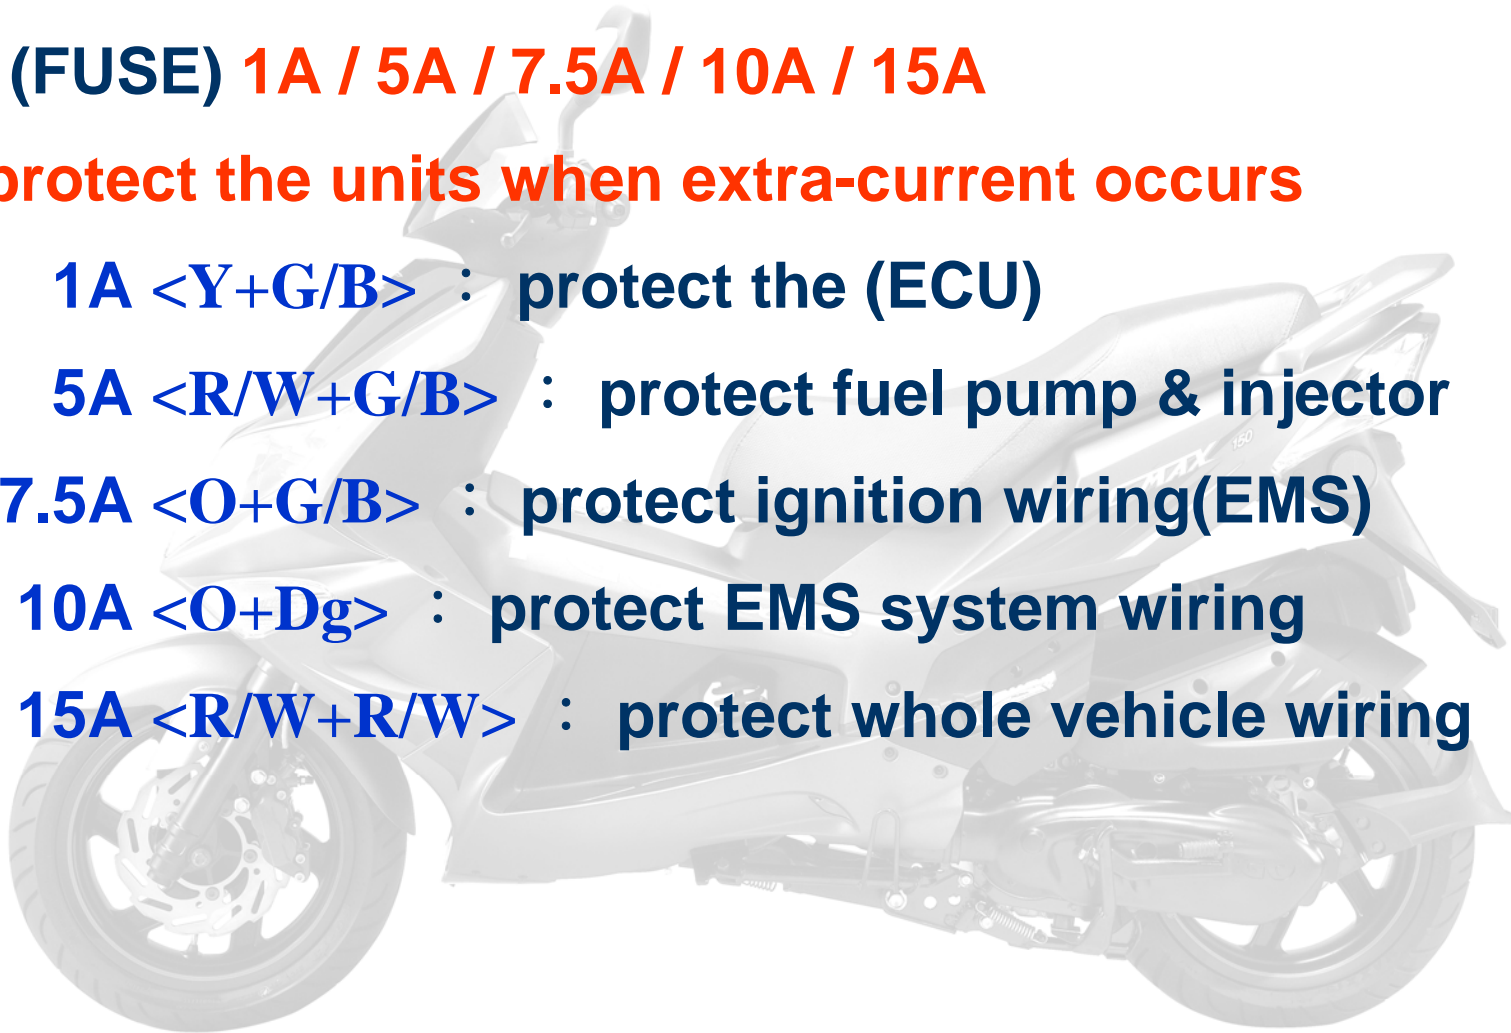 (FUSE) 1A / 5A / 7.5A / 10A / 15A
protect the units when extra-current occurs
1A <Y+G/B> : protect the (ECU)
5A <R/W+G/B> : protect fuel pump & injector
7.5A <O+G/B> : protect ignition wiring(EMS)
10A <O+Dg> : protect EMS system wiring
15A <R/W+R/W> : protect whole vehicle wiring
150